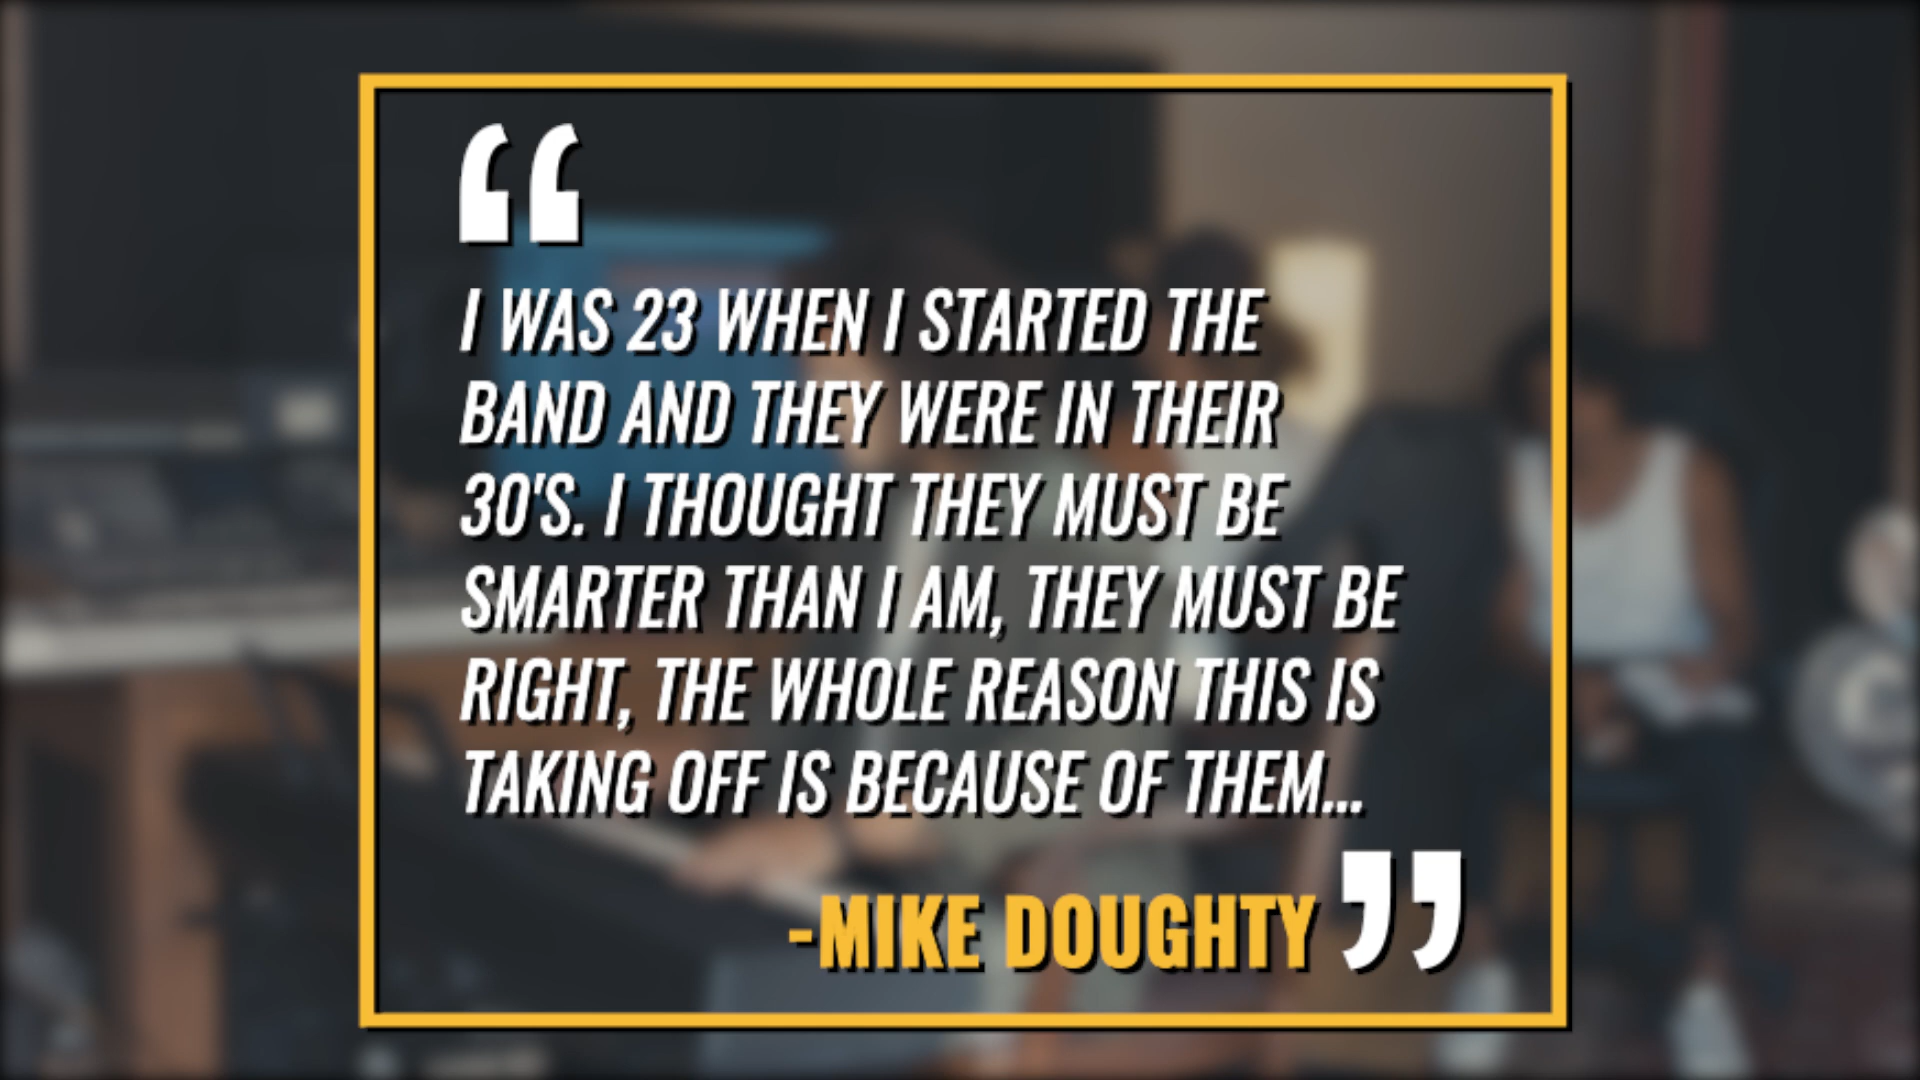 “
I WAS 23 WHEN I STARTED THE
BAND AND THEY WERE IN THEIR
30'S. I THOUGHT THEY MUST BE
SMARTER THAN I AM, THEY MUST BE
RIGHT, THE WHOLE REASON THIS IS
TAKING OFF IS BECAUSE OF THEM...
-MIKE DOUGHTY ”